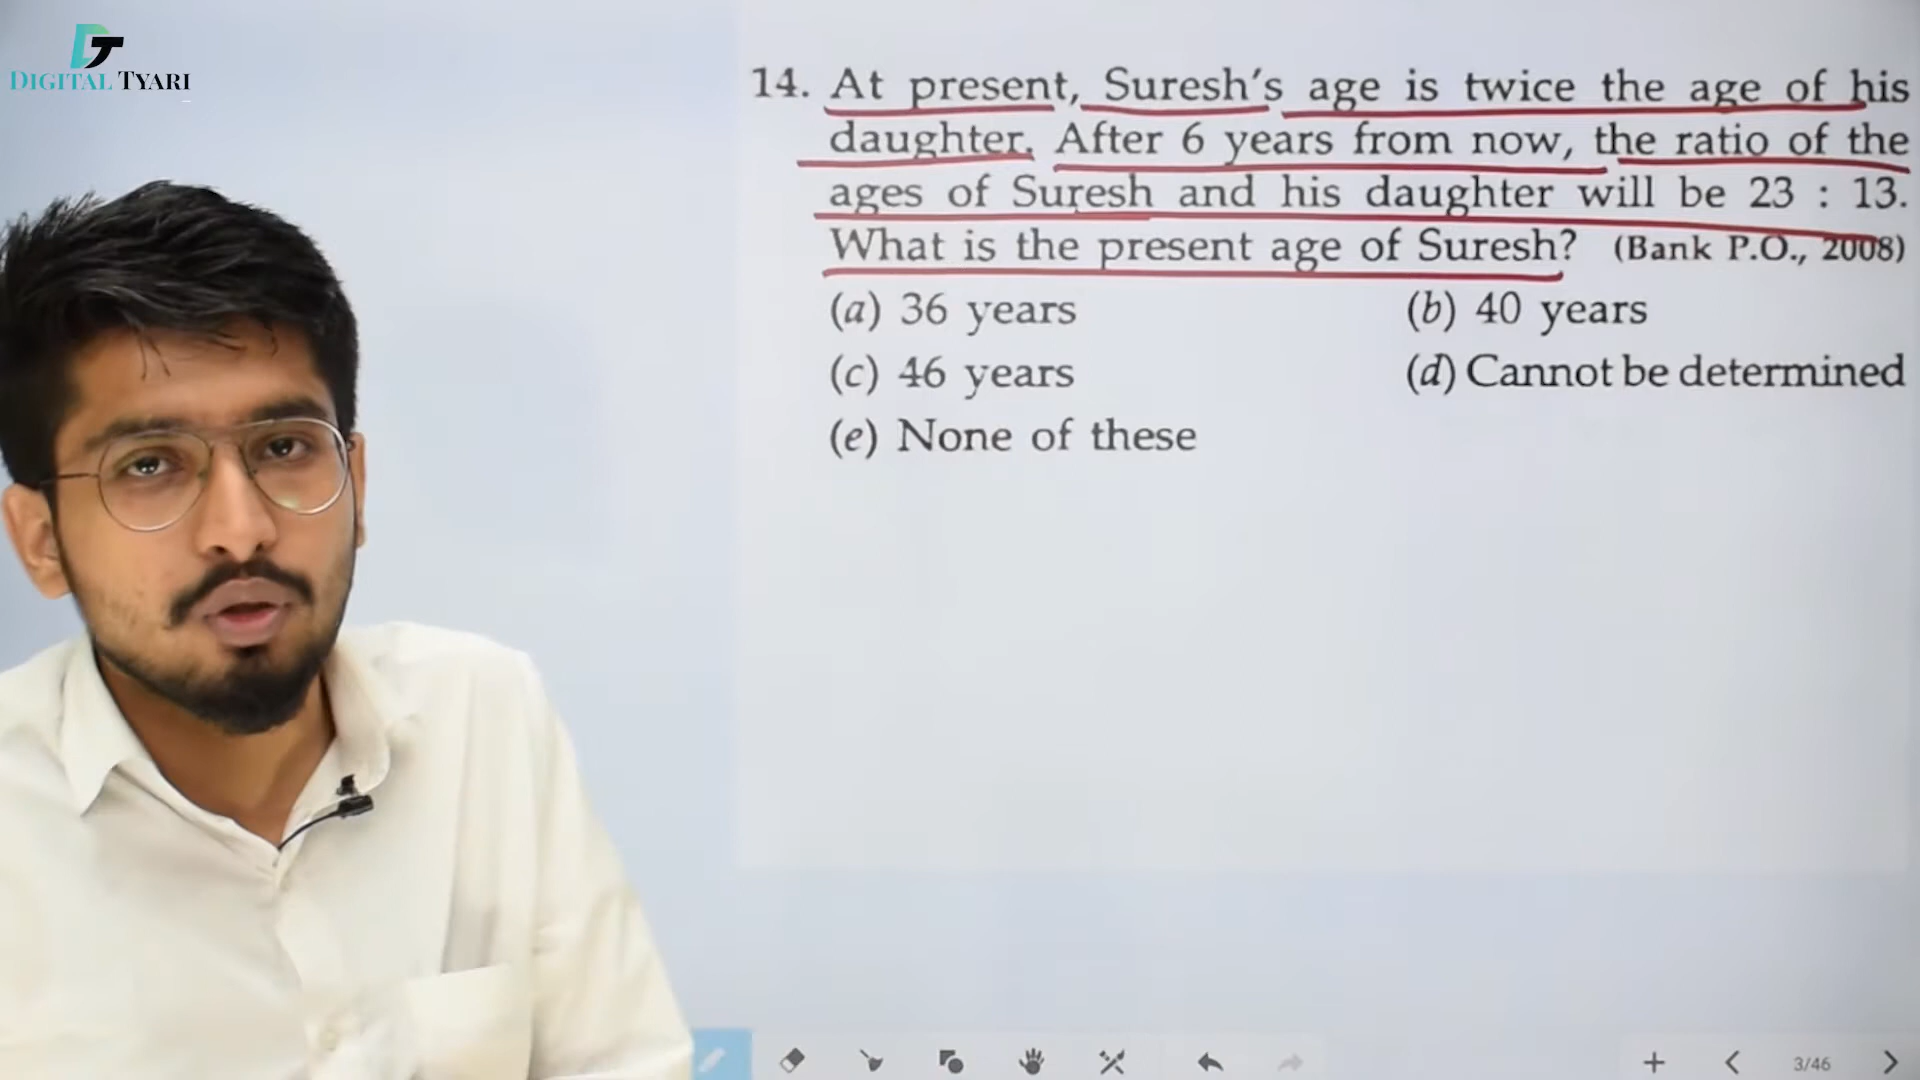 DT
DIGITAL TYARI
14. At present, Suresh's age is twice the age of his
daughter. After 6 years from now, the ratio of the
ages of Suresh and his daughter will be 23 : 13.
What is the present age of Suresh? (Bank P.O., 2008)
(a) 36 years (b) 40 years
(c) 46 years (d) Cannot be determined
(e) None of these
3/46